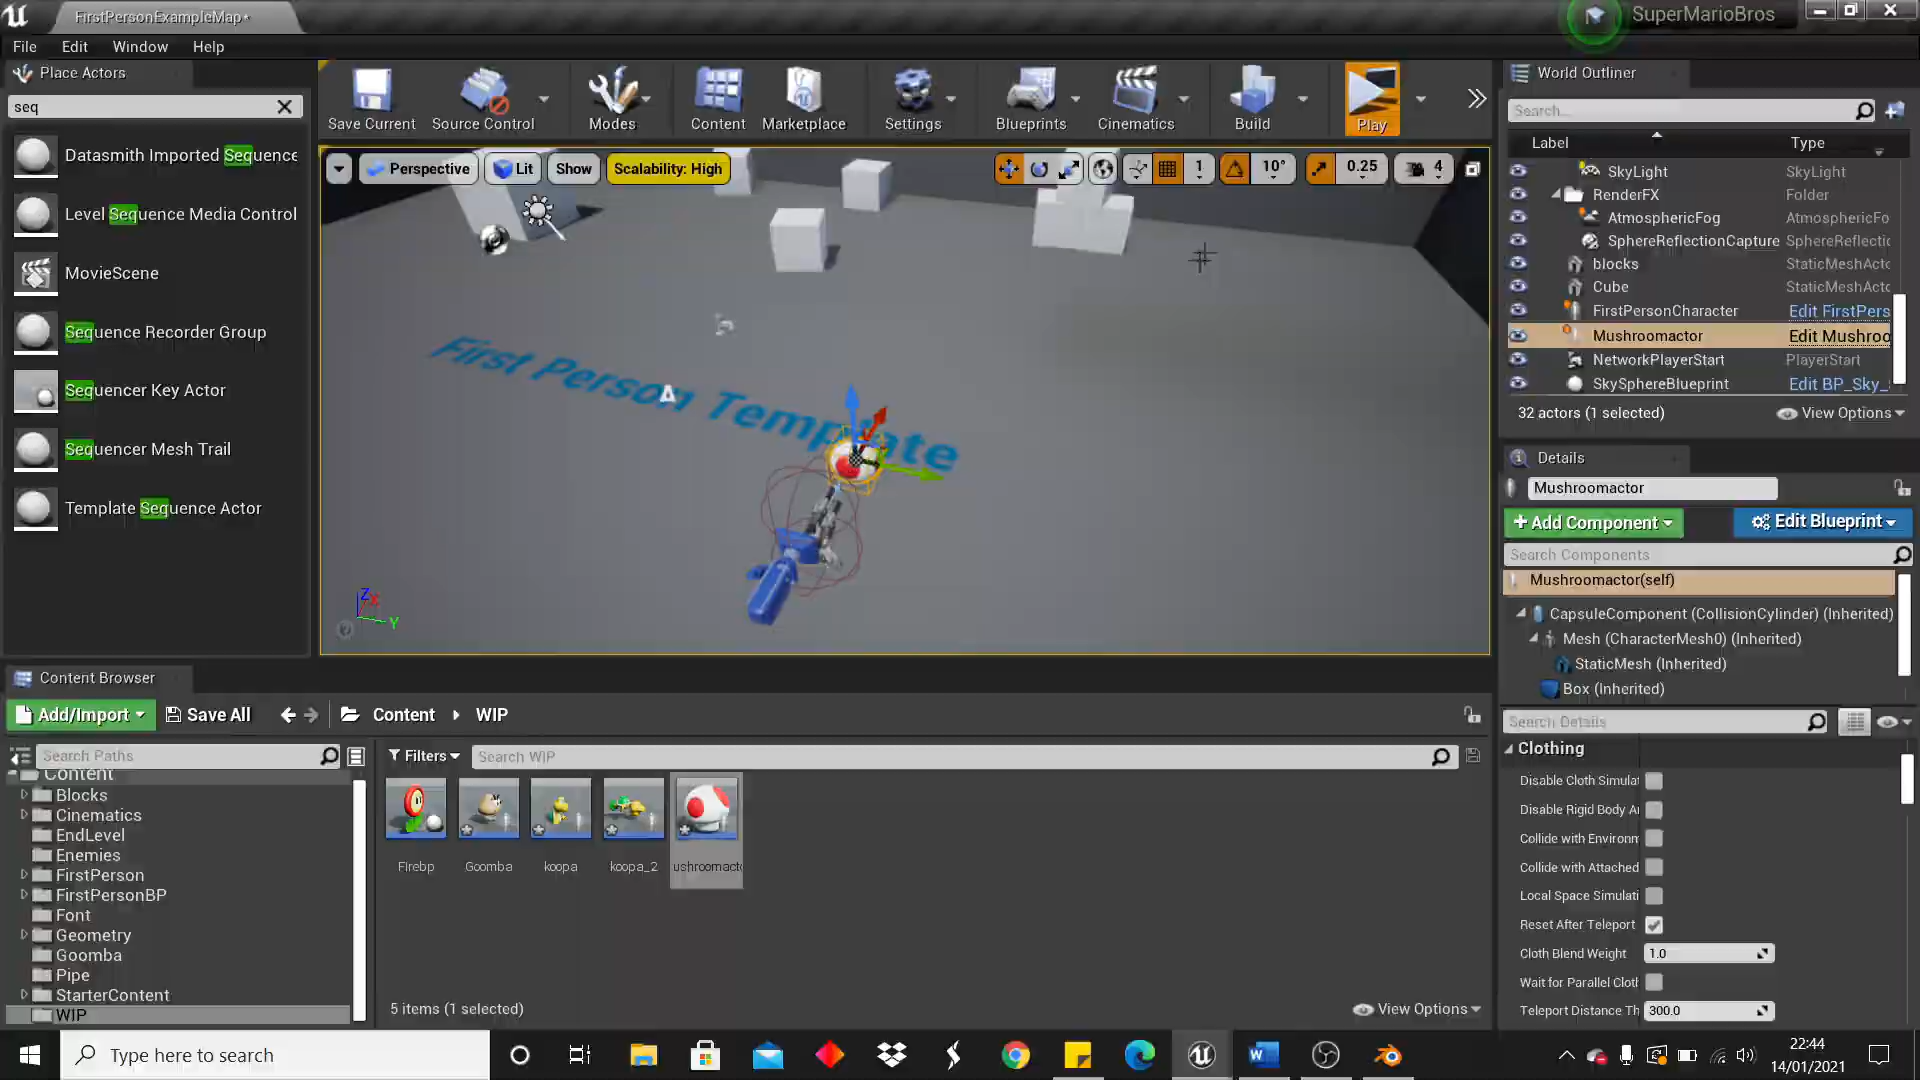 FirstPersonExampleMap*
SuperMarioBros
File Edit Window Help
Place Actors
seq
Datasmith Imported Sequence
Level Sequence Media Control
MovieScene
Sequence Recorder Group
Sequencer Key Actor
Sequencer Mesh Trail
Template Sequence Actor
Save Current Source Control Modes Content Marketplace Settings Blueprints Cinematics Build Play
Perspective Lit Show Scalability: High 1 10° 0.25 4
First Person Template
Z X Y
World Outliner
Search...
Label Type
SkyLight SkyLight
RenderFX Folder
AtmosphericFog AtmosphericFo
SphereReflectionCapture SphereReflectic
blocks StaticMeshActo
Cube StaticMeshActo
FirstPersonCharacter Edit FirstPers
Mushroomactor Edit Mushroo
NetworkPlayerStart PlayerStart
SkySphereBlueprint Edit BP_Sky_
32 actors (1 selected) View Options
Details
Mushroomactor
+Add Component Edit Blueprint
Search Components
Mushroomactor(self)
CapsuleComponent (CollisionCylinder) (Inherited)
Mesh (CharacterMesh0) (Inherited)
StaticMesh (Inherited)
Box (Inherited)
Search Details
Clothing
Disable Cloth Simulat
Disable Rigid Body A
Collide with Environm
Collide with Attached
Local Space Simulati
Reset After Teleport
Cloth Blend Weight 1.0
Wait for Parallel Clotl
Teleport Distance Th 300.0
Content Browser
Add/Import Save All Content WIP
Search Paths
Filters Search WIP
Content
Blocks
Cinematics
EndLevel
Enemies
FirstPerson
FirstPersonBP
Font
Geometry
Goomba
Pipe
StarterContent
WIP
FIrebp Goomba koopa koopa_2 ushroomact
5 items (1 selected) View Options
Type here to search
22:44
14/01/2021